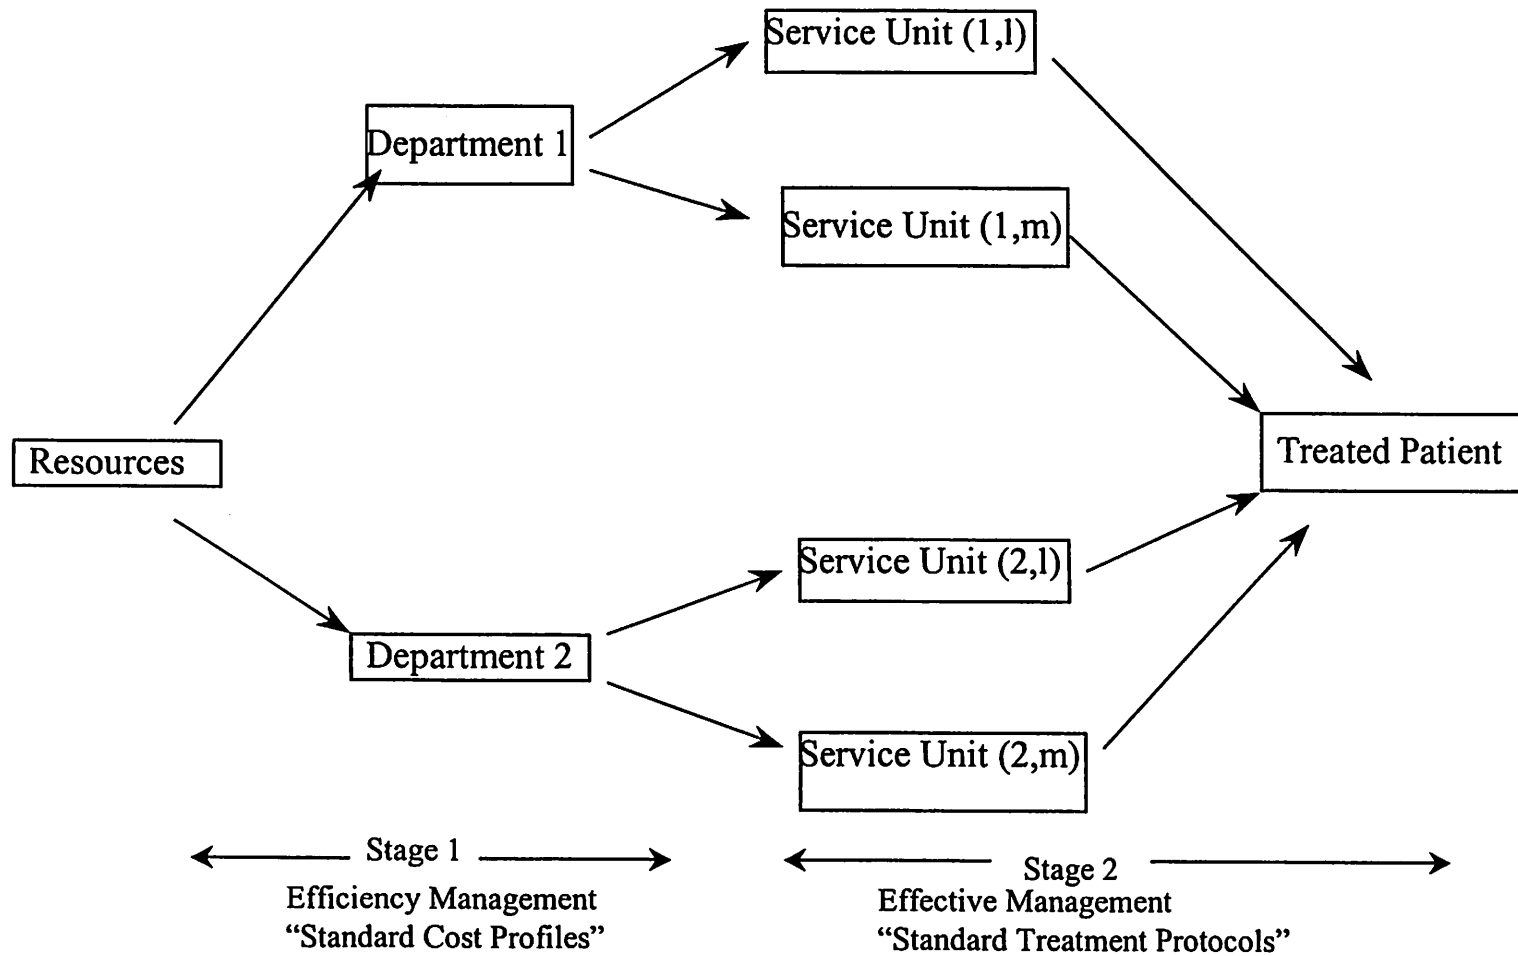 Service Unit (1,l)
Department 1
Service Unit (1,m)
Resources
Treated Patient
Service Unit (2,l)
Department 2
Service Unit (2,m)
Stage 1
Efficiency Management
“Standard Cost Profiles”
Stage 2
Effective Management
“Standard Treatment Protocols”